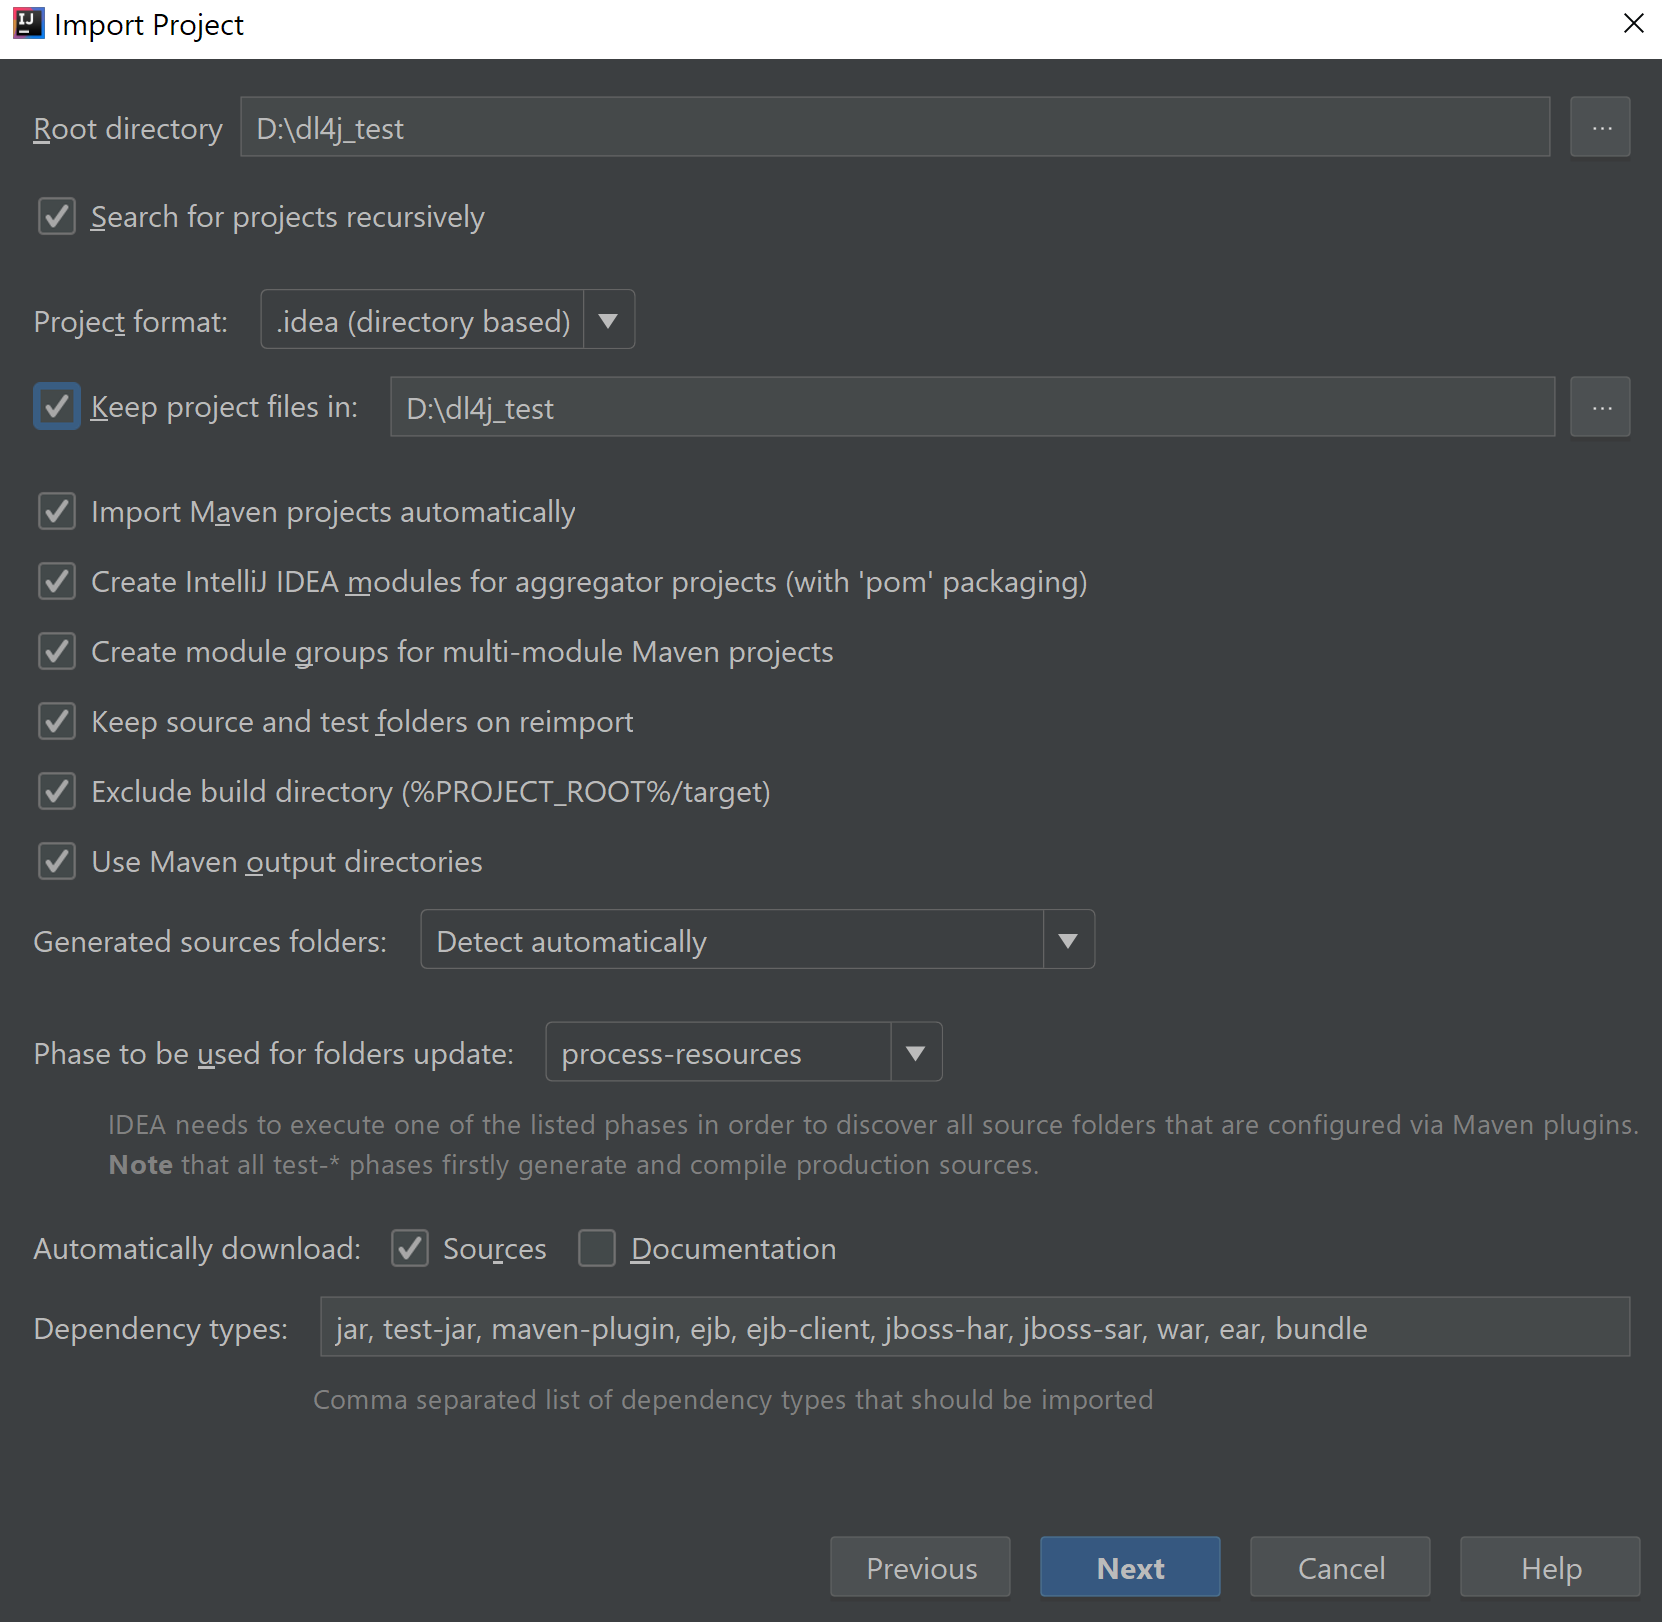 IJ Import Project
Root directory D:\dl4j_test ...
Search for projects recursively
Project format: .idea (directory based)
Keep project files in: D:\dl4j_test ...
Import Maven projects automatically
Create IntelliJ IDEA modules for aggregator projects (with 'pom' packaging)
Create module groups for multi-module Maven projects
Keep source and test folders on reimport
Exclude build directory (%PROJECT_ROOT%/target)
Use Maven output directories
Generated sources folders: Detect automatically
Phase to be used for folders update: process-resources
IDEA needs to execute one of the listed phases in order to discover all source folders that are configured via Maven plugins.
Note that all test-* phases firstly generate and compile production sources.
Automatically download: Sources Documentation
Dependency types: jar, test-jar, maven-plugin, ejb, ejb-client, jboss-har, jboss-sar, war, ear, bundle
Comma separated list of dependency types that should be imported
Previous Next Cancel Help